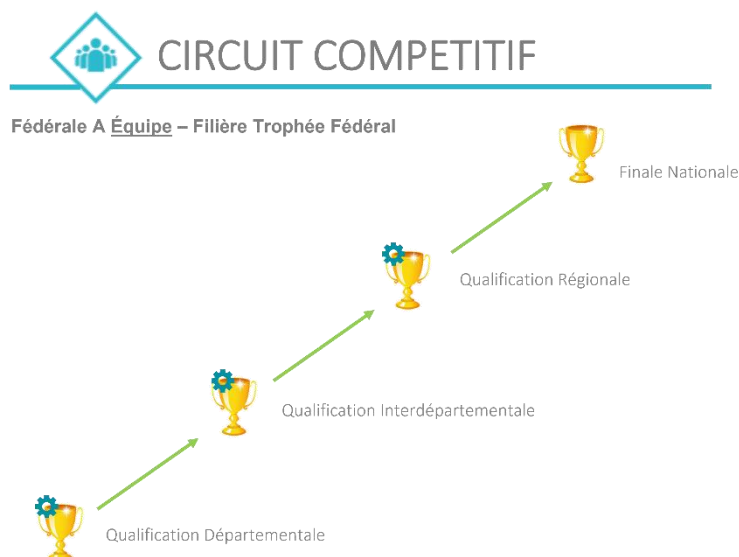 CIRCUIT COMPETITIF
Fédérale A Équipe – Filière Trophée Fédéral
Finale Nationale
Qualification Régionale
Qualification Interdépartementale
Qualification Départementale